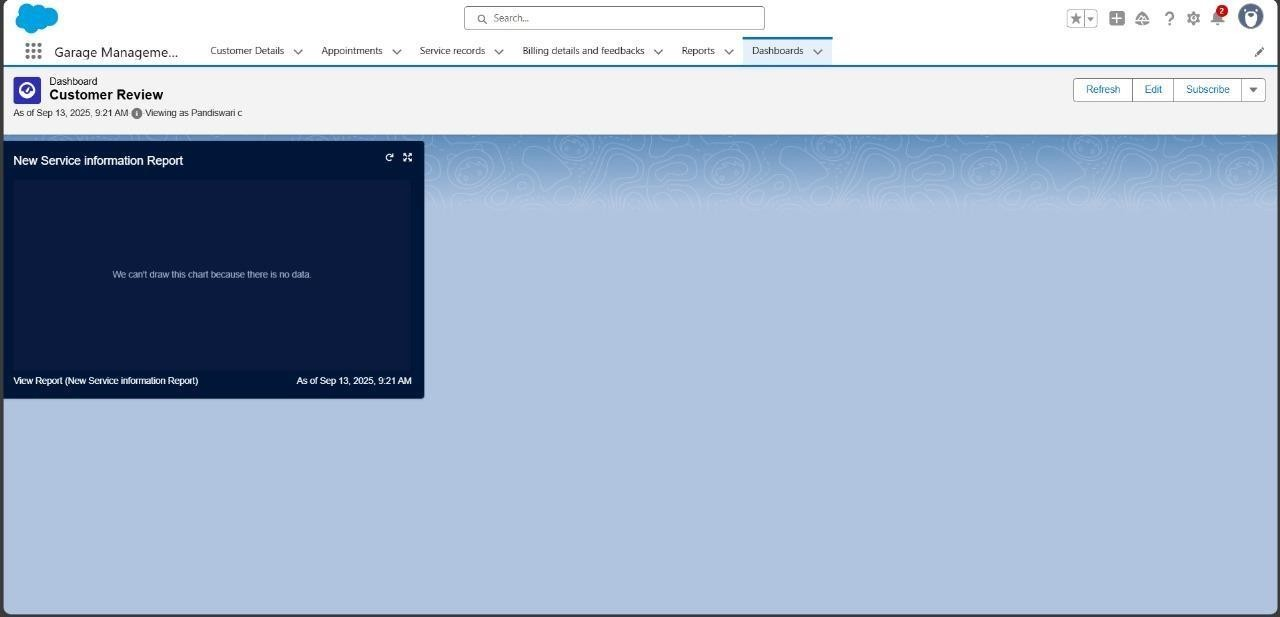 Search...
2
Garage Manageme...
Customer Details
Appointments
Service records
Billing details and feedbacks
Reports
Dashboards
Dashboard
Customer Review
As of Sep 13, 2025, 9:21 AM Viewing as Pandiswari c
Refresh
Edit
Subscribe
New Service information Report
We can't draw this chart because there is no data.
View Report (New Service information Report)
As of Sep 13, 2025, 9:21 AM